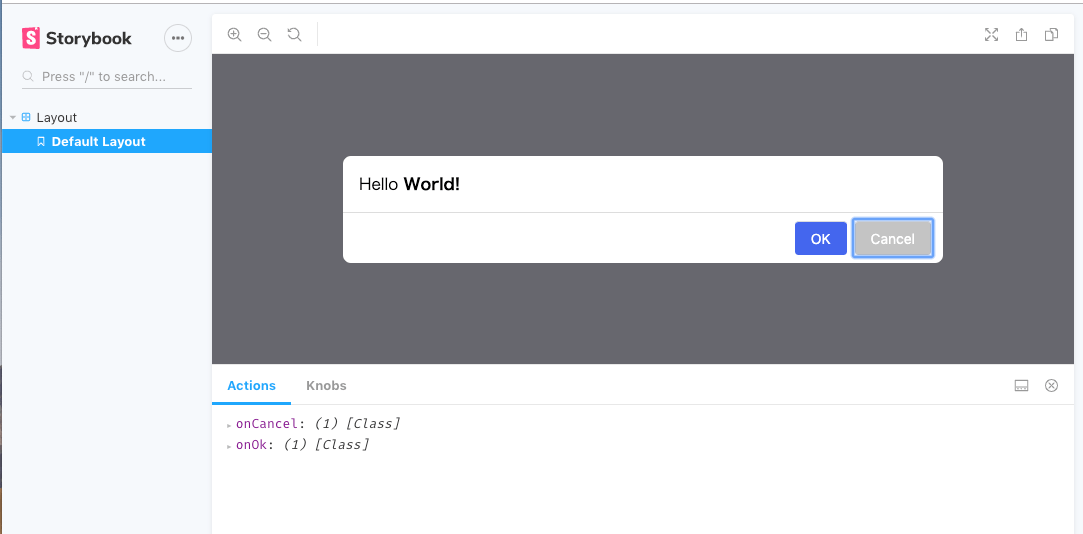 Storybook
Press "/" to search...
Layout
Default Layout
Hello World!
OK Cancel
Actions Knobs
onCancel: (1) [Class]
onOk: (1) [Class]